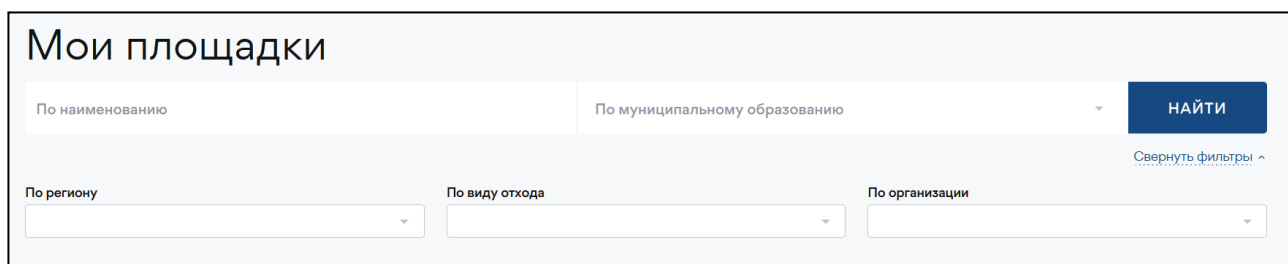 Мои площадки
По наименованию По муниципальному образованию НАЙТИ
Свернуть фильтры
По региону По виду отхода По организации